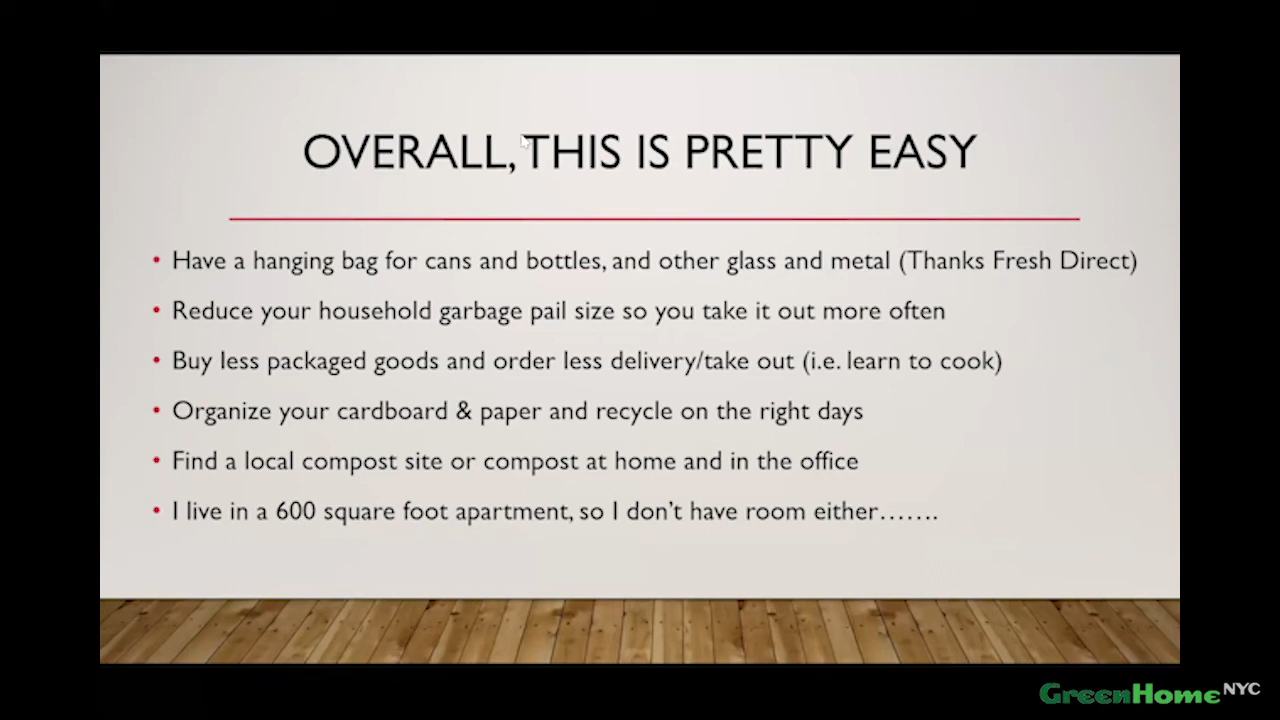 OVERALL, THIS IS PRETTY EASY
• Have a hanging bag for cans and bottles, and other glass and metal (Thanks Fresh Direct)
• Reduce your household garbage pail size so you take it out more often
• Buy less packaged goods and order less delivery/take out (i.e. learn to cook)
• Organize your cardboard & paper and recycle on the right days
• Find a local compost site or compost at home and in the office
• I live in a 600 square foot apartment, so I don’t have room either…….
GreenHomeNYC